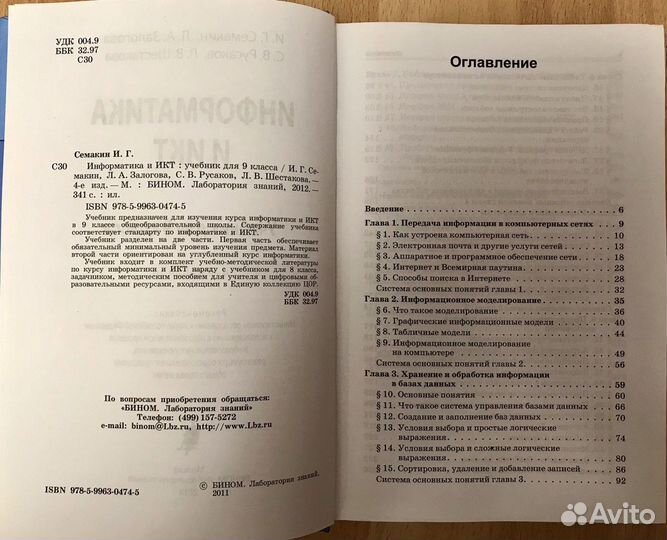 УДК 004.9
ББК 32.97
С30
Семакин И. Г.
С30 Информатика и ИКТ : учебник для 9 класса / И. Г. Се-
макин, Л. А. Залогова, С. В. Русаков, Л. В. Шестакова. —
4-е изд. — М. : БИНОМ. Лаборатория знаний, 2012. —
341 с. : ил.
ISBN 978-5-9963-0474-5
Учебник предназначен для изучения курса информатики и ИКТ
в 9 классе общеобразовательной школы. Содержание учебника
соответствует стандарту по информатике и ИКТ.
Учебник разделен на две части. Первая часть обеспечивает
обязательный минимальный уровень изучения предмета. Материал
второй части ориентирован на углубленный курс информатики.
Учебник входит в комплект учебно-методической литературы
по курсу информатики и ИКТ наряду с учебником для 8 класса,
задачником, методическим пособием для учителя и цифровыми об-
разовательными ресурсами, входящими в Единую коллекцию ЦОР.
УДК 004.9
ББК 32.97
По вопросам приобретения обращаться:
«БИНОМ. Лаборатория знаний»
Телефон: (499) 157-5272
e-mail: binom@Lbz.ru, http://www.Lbz.ru
ISBN 978-5-9963-0474-5
© БИНОМ. Лаборатория знаний,
2011
Оглавление
Введение 6
Глава 1. Передача информации в компьютерных сетях 9
§ 1. Как устроена компьютерная сеть 10
§ 2. Электронная почта и другие услуги сетей 13
§ 3. Аппаратное и программное обеспечение сети 18
§ 4. Интернет и Всемирная паутина 23
§ 5. Способы поиска в Интернете 28
Система основных понятий главы 1. 32
Глава 2. Информационное моделирование 35
§ 6. Что такое моделирование 36
§ 7. Графические информационные модели 40
§ 8. Табличные модели 44
§ 9. Информационное моделирование
на компьютере 49
Система основных понятий главы 2. 56
Глава 3. Хранение и обработка информации
в базах данных 59
§ 10. Основные понятия 60
§ 11. Что такое система управления базами данных 66
§ 12. Создание и заполнение баз данных 70
§ 13. Условия выбора и простые логические
выражения 74
§ 14. Условия выбора и сложные логические
выражения 80
§ 15. Сортировка, удаление и добавление записей 86
Система основных понятий главы 3. 92
Avito